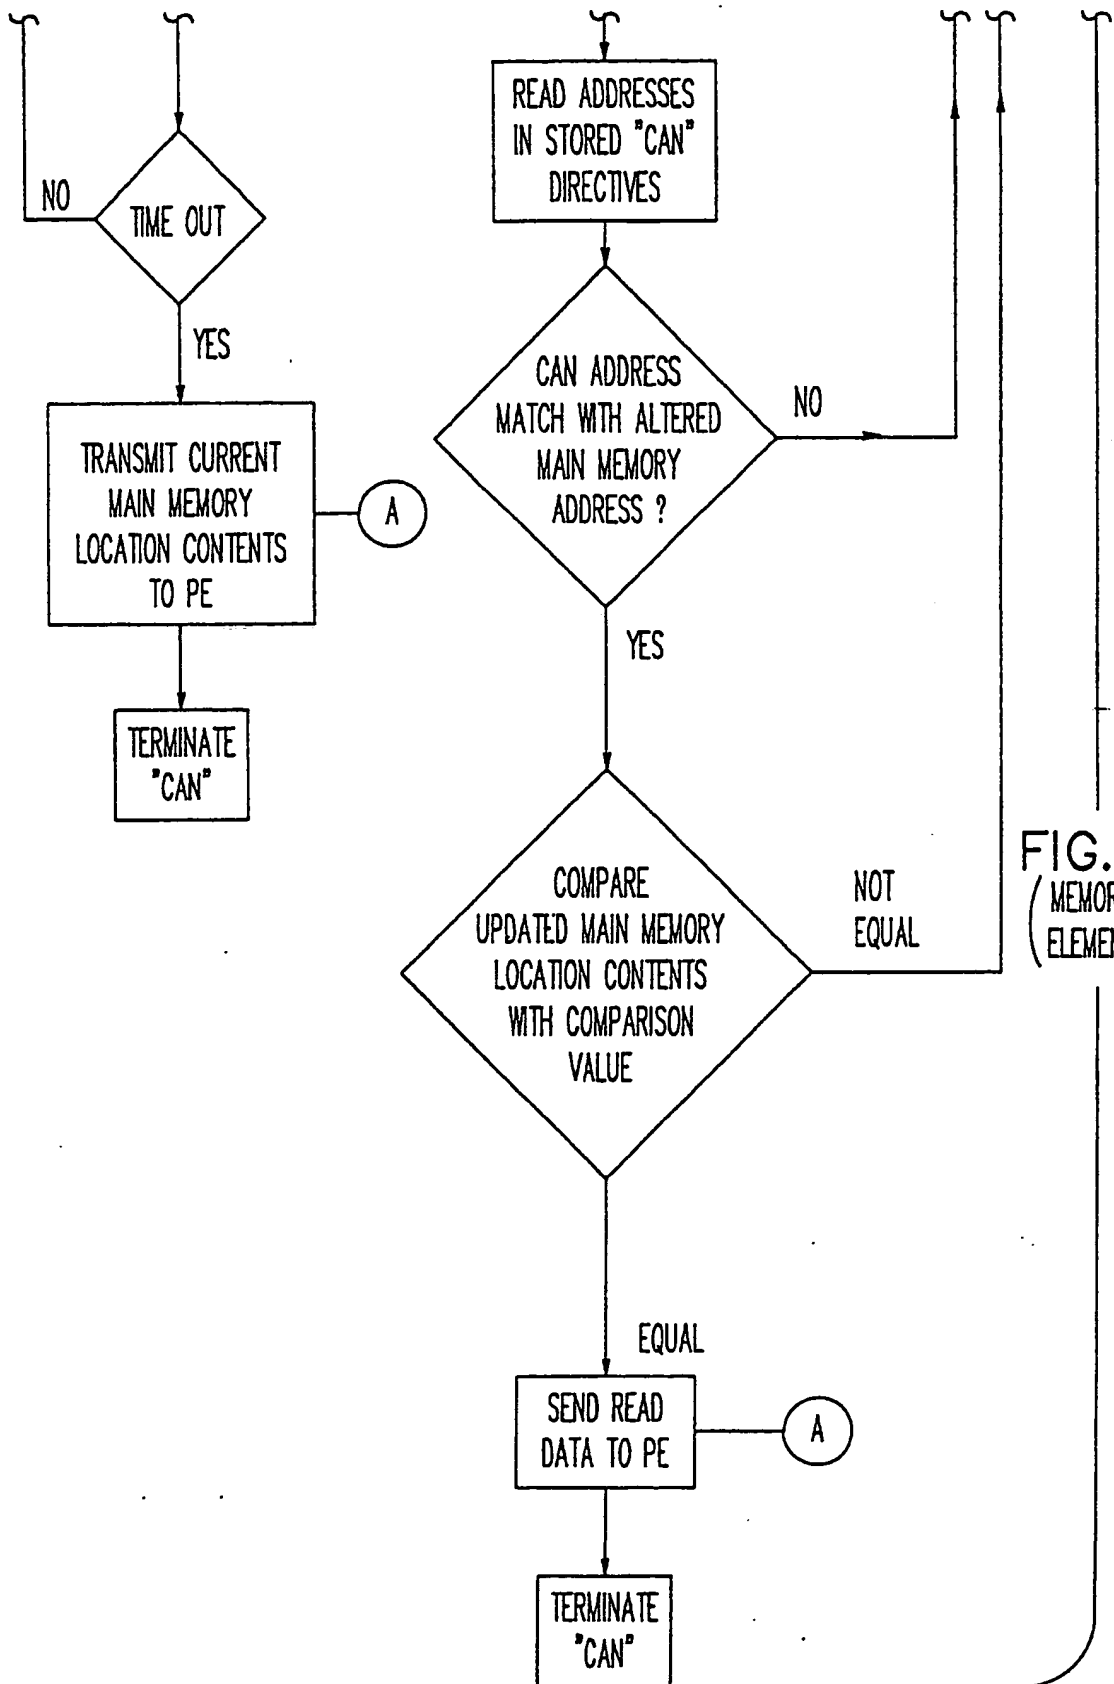 NO
TIME OUT
YES
TRANSMIT CURRENT
MAIN MEMORY
LOCATION CONTENTS
TO PE
A
TERMINATE
"CAN"
READ ADDRESSES
IN STORED "CAN"
DIRECTIVES
CAN ADDRESS
MATCH WITH ALTERED
MAIN MEMORY
ADDRESS ?
NO
YES
COMPARE
UPDATED MAIN MEMORY
LOCATION CONTENTS
WITH COMPARISON
VALUE
NOT
EQUAL
EQUAL
SEND READ
DATA TO PE
A
TERMINATE
"CAN"
FIG.